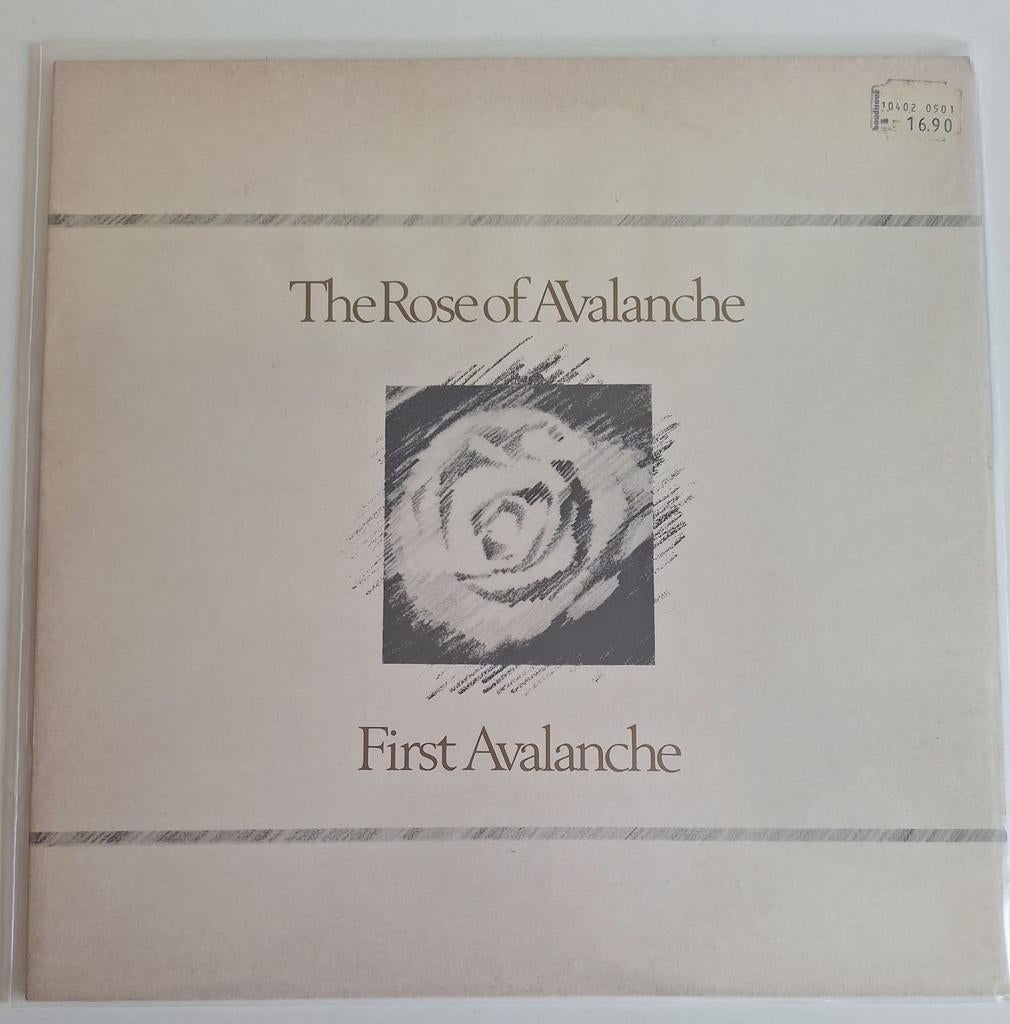 10402 0501
16.90
The Rose of Avalanche
First Avalanche